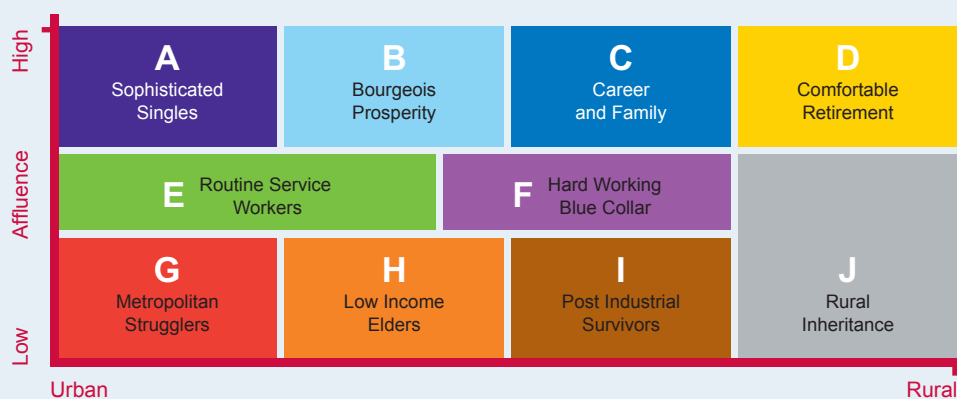 High
Affluence
Low
A
Sophisticated
Singles
B
Bourgeois
Prosperity
C
Career
and Family
D
Comfortable
Retirement
E
Routine Service
Workers
F
Hard Working
Blue Collar
G
Metropolitan
Strugglers
H
Low Income
Elders
I
Post Industrial
Survivors
J
Rural
Inheritance
Urban
Rural